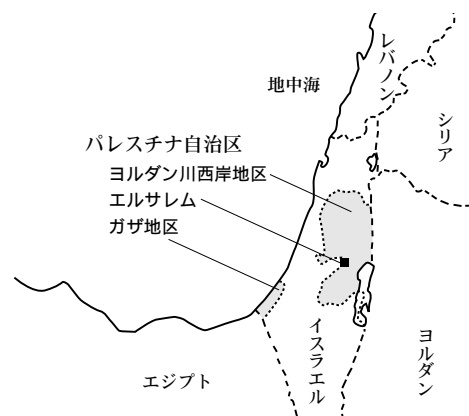 レバノン
地中海
シリア
パレスチナ自治区
ヨルダン川西岸地区
エルサレム
ガザ地区
イスラエル
ヨルダン
エジプト